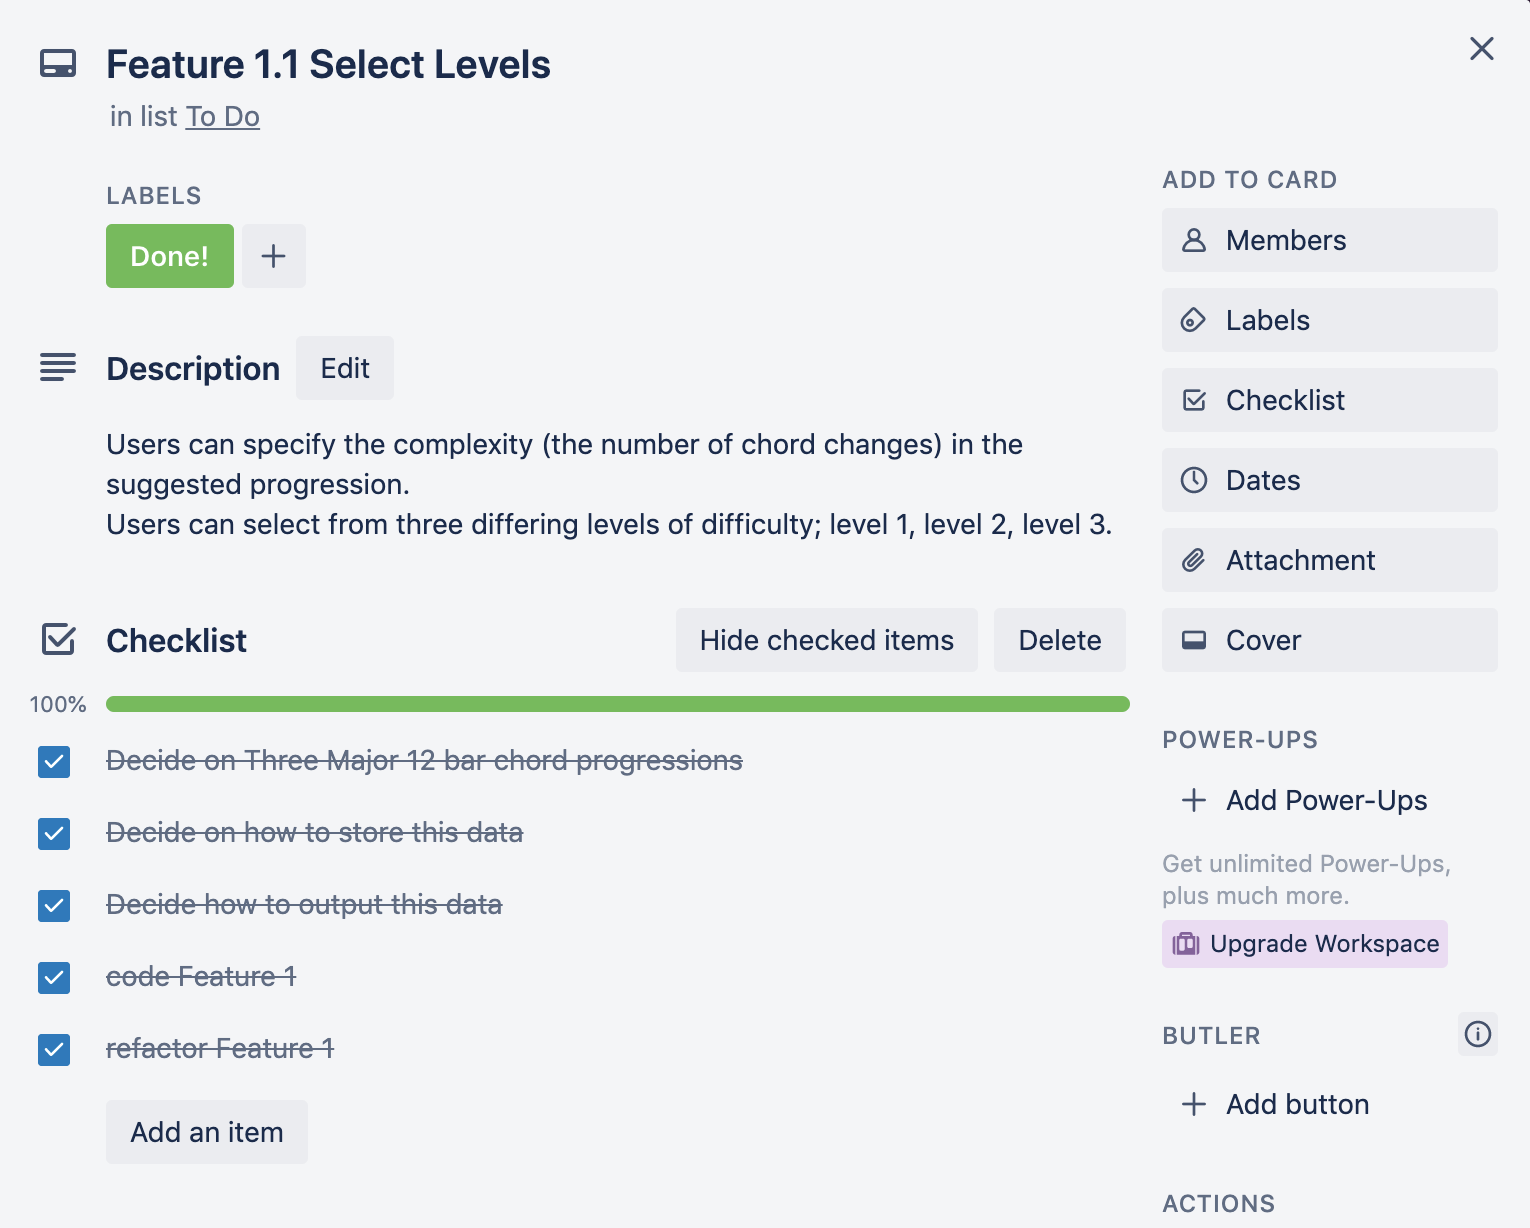 Feature 1.1 Select Levels
in list To Do
LABELS
Done!
Description
Edit
Users can specify the complexity (the number of chord changes) in the
suggested progression.
Users can select from three differing levels of difficulty; level 1, level 2, level 3.
Checklist
Hide checked items
Delete
100%
Decide on Three Major 12 bar chord progressions
Decide on how to store this data
Decide how to output this data
code Feature 1
refactor Feature 1
Add an item
ADD TO CARD
Members
Labels
Checklist
Dates
Attachment
Cover
POWER-UPS
Add Power-Ups
Get unlimited Power-Ups,
plus much more.
Upgrade Workspace
BUTLER
Add button
ACTIONS